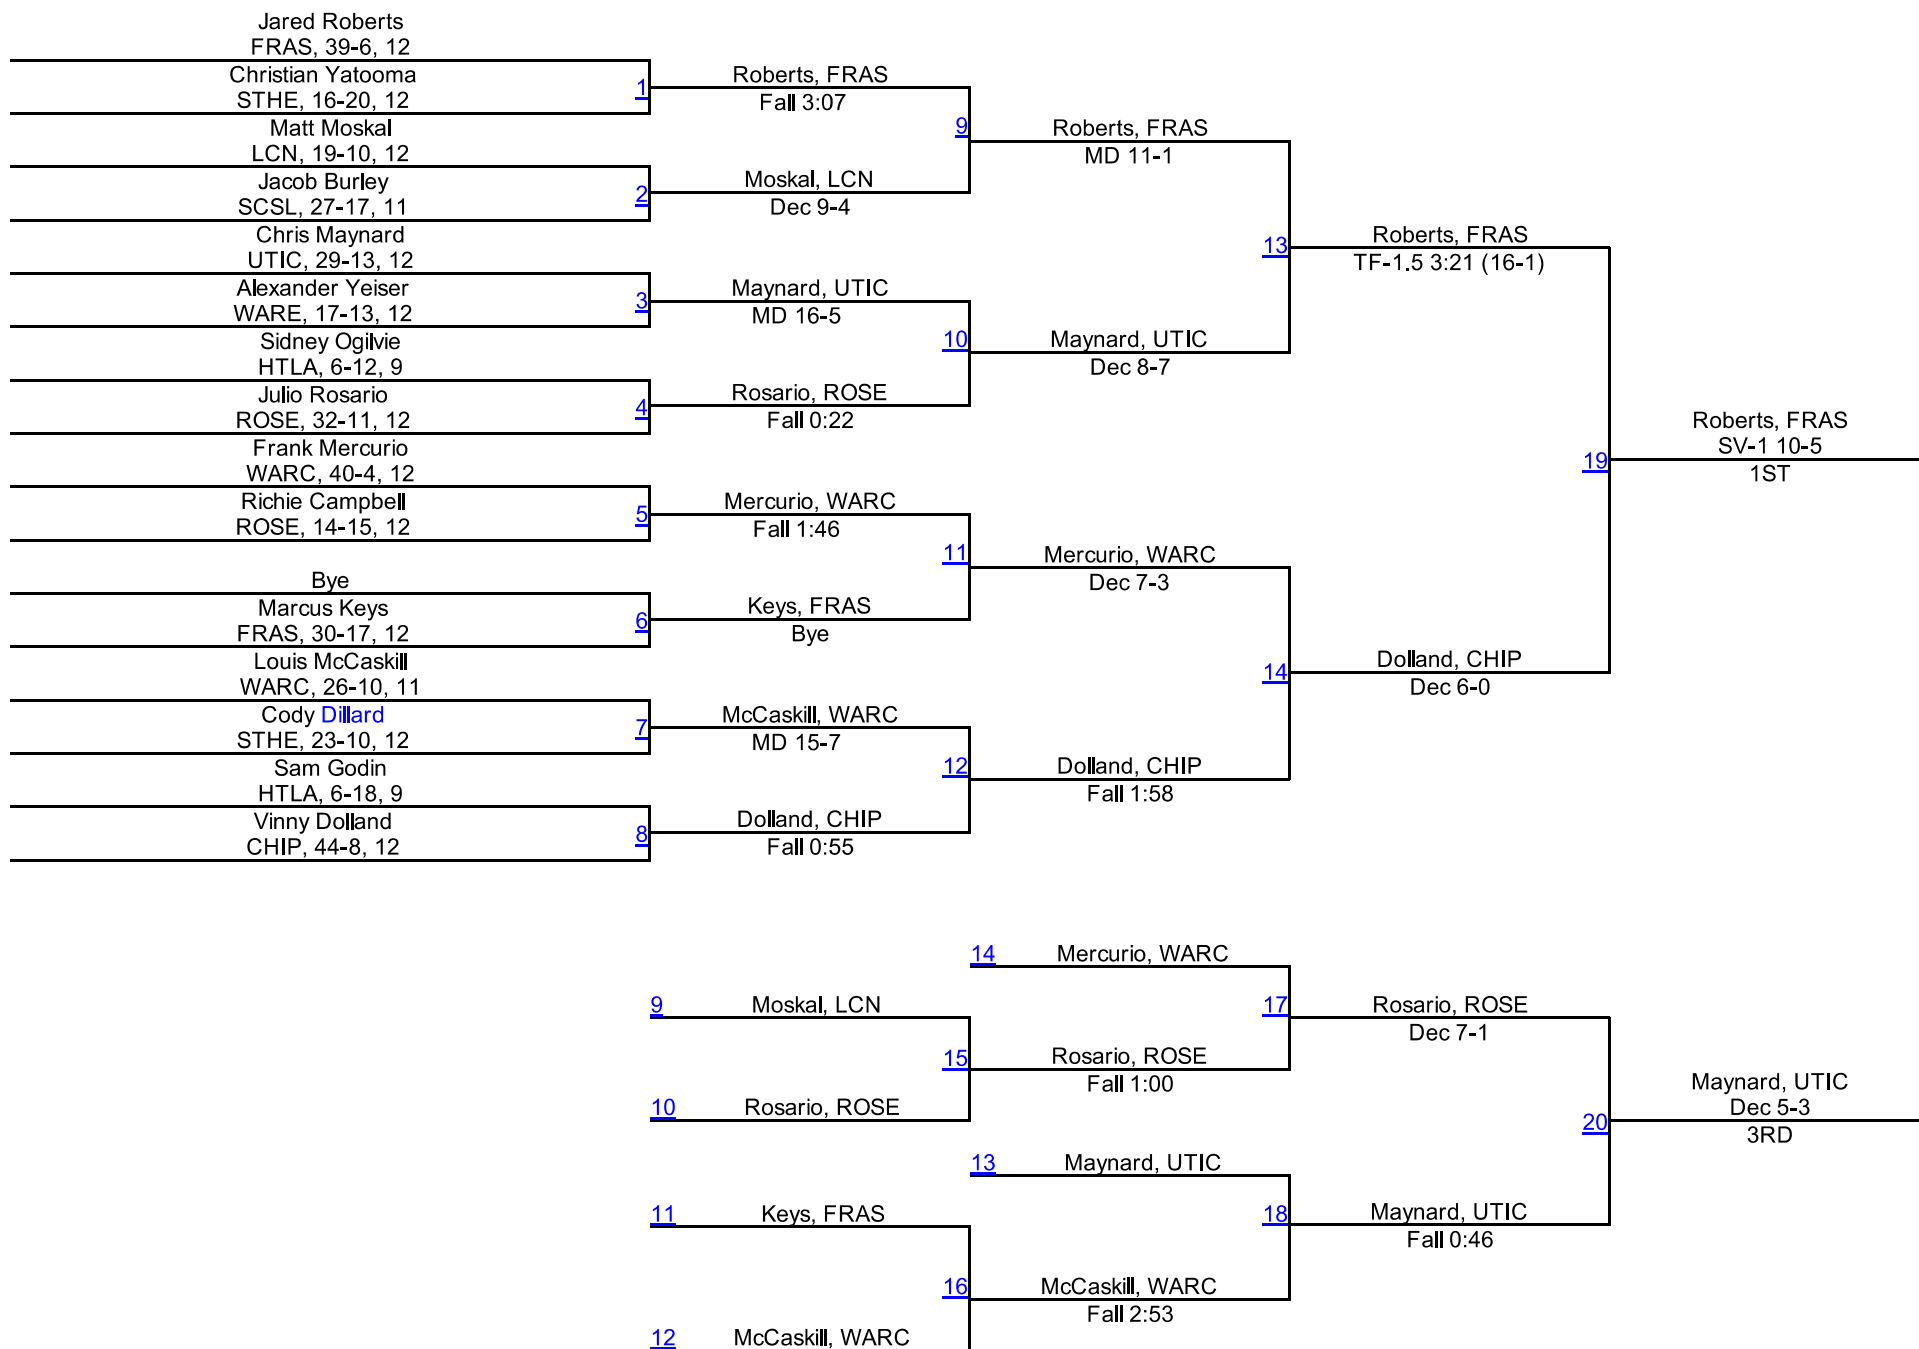 Jared Roberts
FRAS, 39-6, 12
Christian Yatooma
STHE, 16-20, 12
Matt Moskal
LCN, 19-10, 12
Jacob Burley
SCSL, 27-17, 11
Chris Maynard
UTIC, 29-13, 12
Alexander Yeiser
WARE, 17-13, 12
Sidney Ogilvie
HTLA, 6-12, 9
Julio Rosario
ROSE, 32-11, 12
Frank Mercurio
WARC, 40-4, 12
Richie Campbell
ROSE, 14-15, 12
Bye
Marcus Keys
FRAS, 30-17, 12
Louis McCaskill
WARC, 26-10, 11
Cody Dillard
STHE, 23-10, 12
Sam Godin
HTLA, 6-18, 9
Vinny Dolland
CHIP, 44-8, 12
1
Roberts, FRAS
Fall 3:07
2
Moskal, LCN
Dec 9-4
3
Maynard, UTIC
MD 16-5
4
Rosario, ROSE
Fall 0:22
5
Mercurio, WARC
Fall 1:46
6
Keys, FRAS
Bye
7
McCaskill, WARC
MD 15-7
8
Dolland, CHIP
Fall 0:55
9
Roberts, FRAS
MD 11-1
10
Maynard, UTIC
Dec 8-7
11
Mercurio, WARC
Dec 7-3
12
Dolland, CHIP
Fall 1:58
13
Roberts, FRAS
TF-1.5 3:21 (16-1)
14
Dolland, CHIP
Dec 6-0
19
Roberts, FRAS
SV-1 10-5
1ST
9
Moskal, LCN
10
Rosario, ROSE
11
Keys, FRAS
12
McCaskill, WARC
14
Mercurio, WARC
15
Rosario, ROSE
Fall 1:00
13
Maynard, UTIC
16
McCaskill, WARC
Fall 2:53
17
Rosario, ROSE
Dec 7-1
18
Maynard, UTIC
Fall 0:46
20
Maynard, UTIC
Dec 5-3
3RD